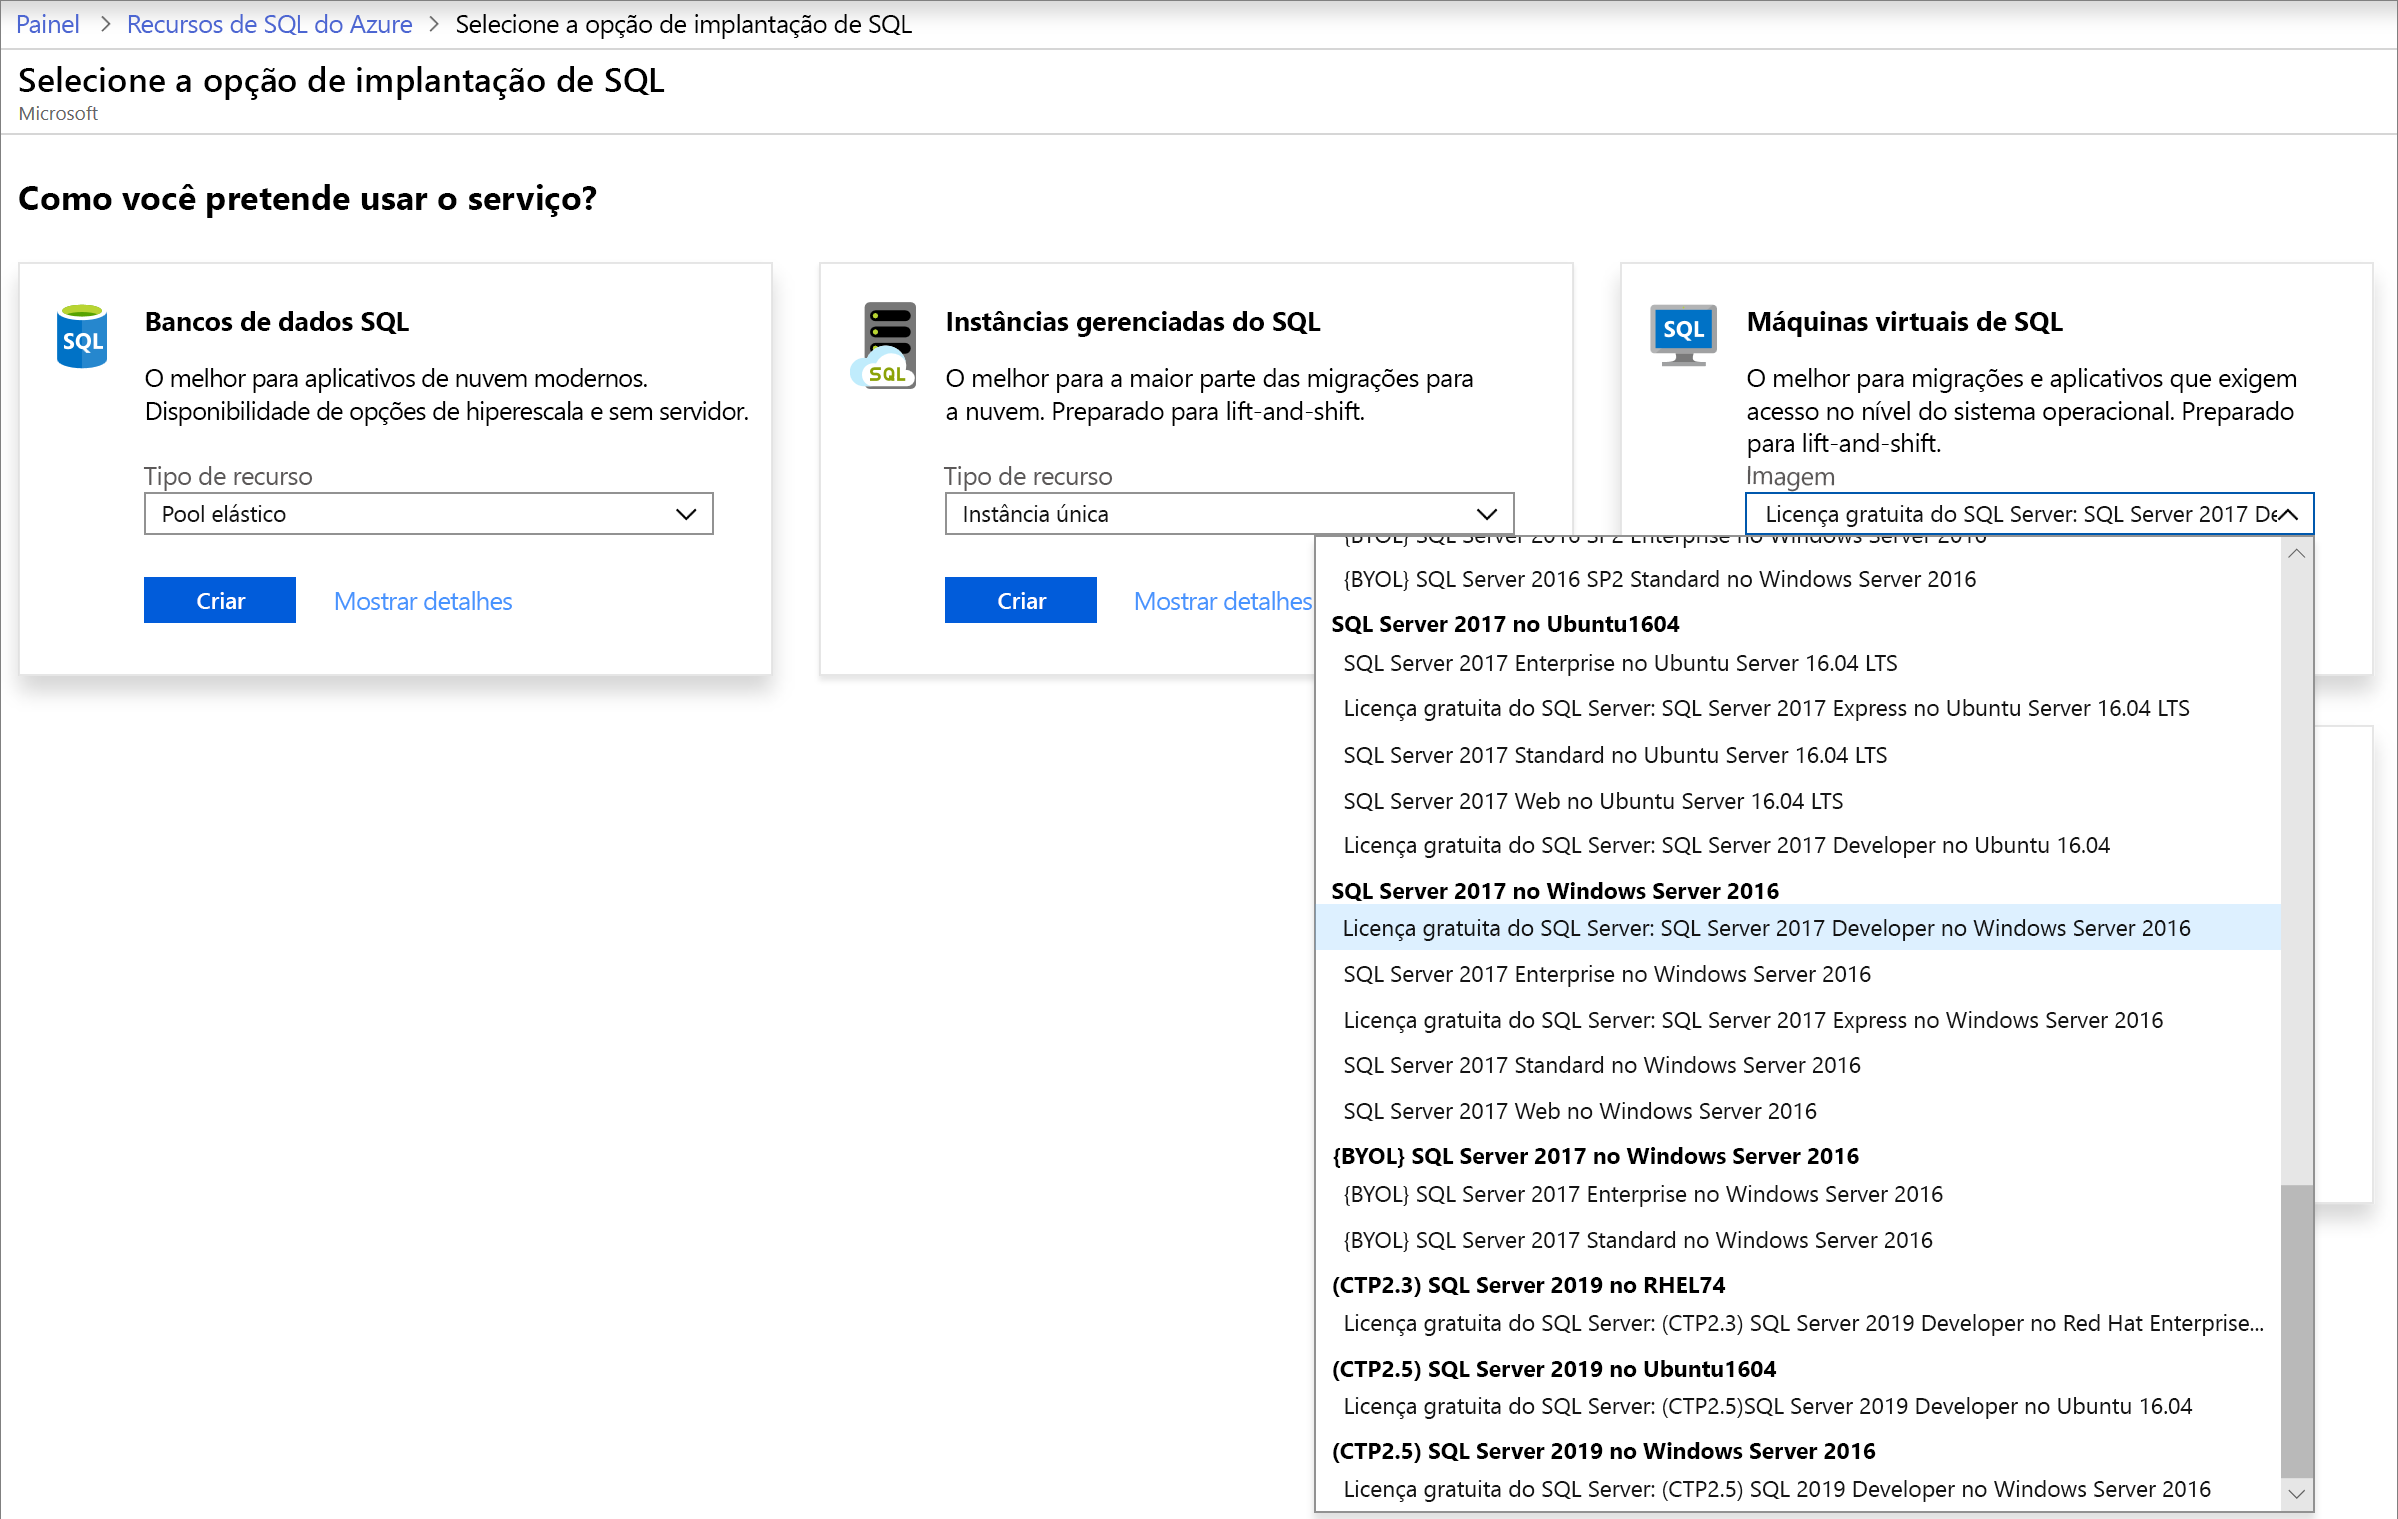 Painel > Recursos de SQL do Azure > Selecione a opção de implantação de SQL
Selecione a opção de implantação de SQL
Microsoft
Como você pretende usar o serviço?
SQL
Bancos de dados SQL
O melhor para aplicativos de nuvem modernos.
Disponibilidade de opções de hiperescala e sem servidor.
Tipo de recurso
Pool elástico
Criar
Mostrar detalhes
SQL
Instâncias gerenciadas do SQL
O melhor para a maior parte das migrações para
a nuvem. Preparado para lift-and-shift.
Tipo de recurso
Instância única
Criar
Mostrar detalhes
SQL
Máquinas virtuais de SQL
O melhor para migrações e aplicativos que exigem
acesso no nível do sistema operacional. Preparado
para lift-and-shift.
Imagem
Licença gratuita do SQL Server: SQL Server 2017 De
{BYOL} SQL Server 2016 SP2 Enterprise no Windows Server 2016
{BYOL} SQL Server 2016 SP2 Standard no Windows Server 2016
SQL Server 2017 no Ubuntu1604
SQL Server 2017 Enterprise no Ubuntu Server 16.04 LTS
Licença gratuita do SQL Server: SQL Server 2017 Express no Ubuntu Server 16.04 LTS
SQL Server 2017 Standard no Ubuntu Server 16.04 LTS
SQL Server 2017 Web no Ubuntu Server 16.04 LTS
Licença gratuita do SQL Server: SQL Server 2017 Developer no Ubuntu 16.04
SQL Server 2017 no Windows Server 2016
Licença gratuita do SQL Server: SQL Server 2017 Developer no Windows Server 2016
SQL Server 2017 Enterprise no Windows Server 2016
Licença gratuita do SQL Server: SQL Server 2017 Express no Windows Server 2016
SQL Server 2017 Standard no Windows Server 2016
SQL Server 2017 Web no Windows Server 2016
{BYOL} SQL Server 2017 no Windows Server 2016
{BYOL} SQL Server 2017 Enterprise no Windows Server 2016
{BYOL} SQL Server 2017 Standard no Windows Server 2016
(CTP2.3) SQL Server 2019 no RHEL74
Licença gratuita do SQL Server: (CTP2.3) SQL Server 2019 Developer no Red Hat Enterprise...
(CTP2.5) SQL Server 2019 no Ubuntu1604
Licença gratuita do SQL Server: (CTP2.5)SQL Server 2019 Developer no Ubuntu 16.04
(CTP2.5) SQL Server 2019 no Windows Server 2016
Licença gratuita do SQL Server: (CTP2.5) SQL 2019 Developer no Windows Server 2016